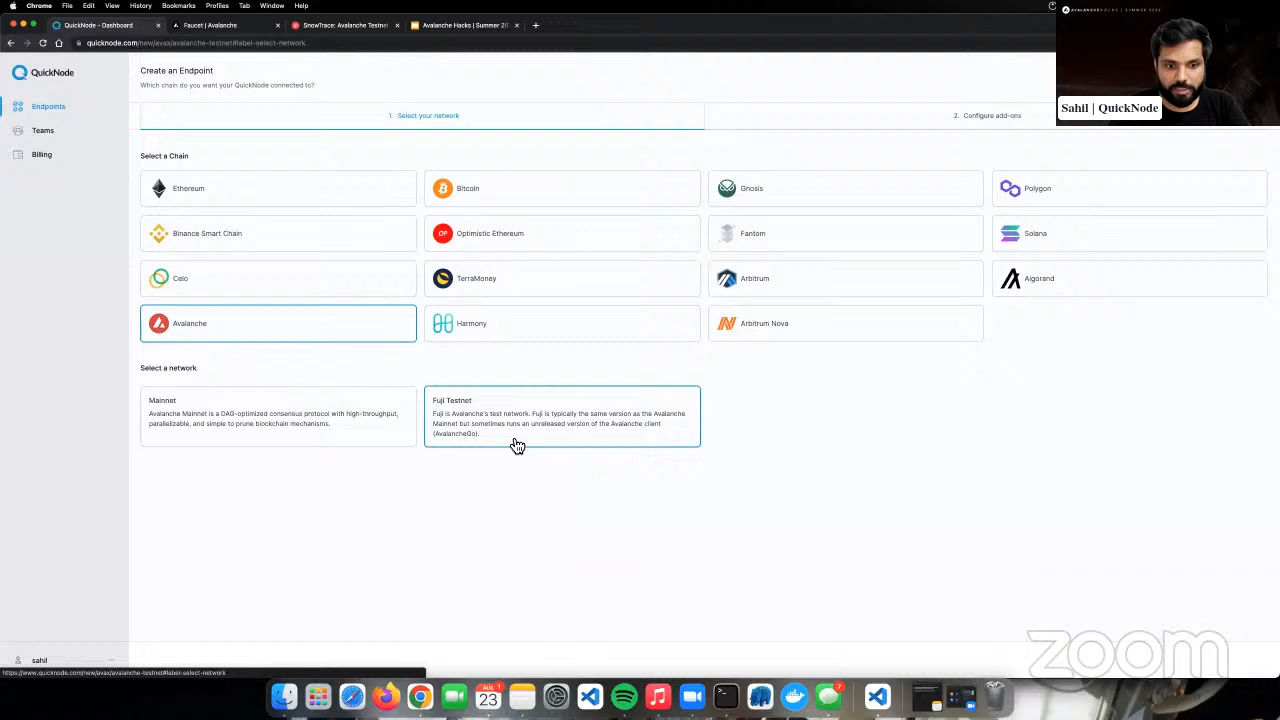 Chrome File Edit View History Bookmarks Profiles Tab Window Help
QuickNode - Dashboard
Faucet | Avalanche
SnowTrace: Avalanche Testnet
Avalanche Hacks | Summer 20
quicknode.com/new/avax/avalanche-testnet#label-select-network
AVALANCHE HACKS | SUMMER 2022
Sahil | QuickNode
QuickNode
Endpoints
Teams
Billing
Create an Endpoint
Which chain do you want your QuickNode connected to?
1. Select your network
2. Configure add-ons
Select a Chain
Ethereum
Bitcoin
Gnosis
Polygon
Binance Smart Chain
OP
Optimistic Ethereum
Fantom
Solana
Celo
TerraMoney
Arbitrum
Algorand
Avalanche
Harmony
Arbitrum Nova
Select a network
Mainnet
Avalanche Mainnet is a DAG-optimized consensus protocol with high-throughput,
parallelizable, and simple to prune blockchain mechanisms.
Fuji Testnet
Fuji is Avalanche's test network. Fuji is typically the same version as the Avalanche
Mainnet but sometimes runs an unreleased version of the Avalanche client
(AvalancheGo).
sahil
https://www.quicknode.com/new/avax/avalanche-testnet#label-select-network
zoom
AUG
23